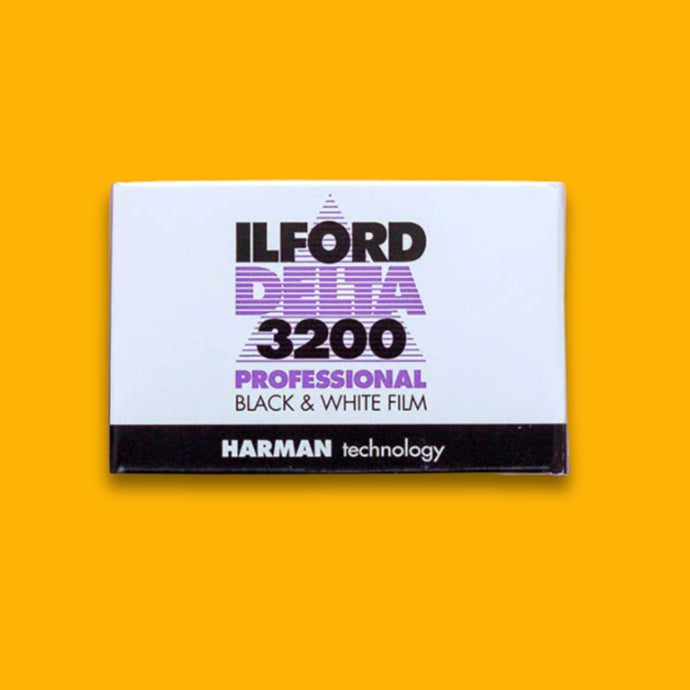 ILFORD
DELTA
3200
PROFESSIONAL
BLACK & WHITE FILM
HARMAN technology